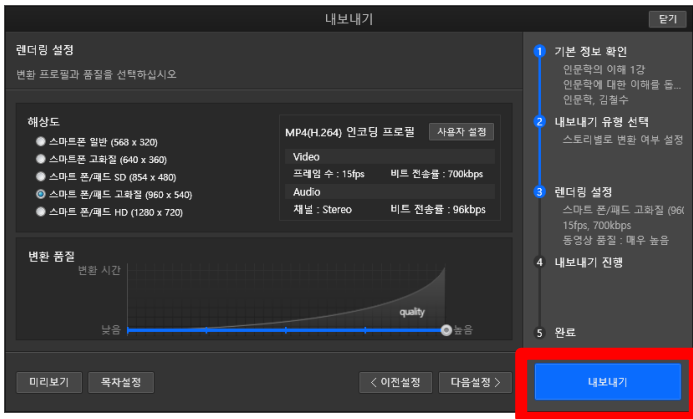 내보내기
닫기
렌더링 설정
변환 프로필과 품질을 선택하십시오
해상도
스마트폰 일반 (568 x 320)
스마트폰 고화질 (640 x 360)
스마트 폰/패드 SD (854 x 480)
스마트 폰/패드 고화질 (960 x 540)
스마트 폰/패드 HD (1280 x 720)
MP4(H.264) 인코딩 프로필
사용자 설정
Video
프레임 수 : 15fps 비트 전송률 : 700kbps
Audio
채널 : Stereo 비트 전송률 : 96kbps
변환 품질
변환 시간
quality
낮음
높음
미리보기
목차설정
< 이전설정
다음설정 >
1 기본 정보 확인
인문학의 이해 1강
인문학에 대한 이해를 돕...
인문학, 김철수
2 내보내기 유형 선택
스토리별로 변환 여부 설정
3 렌더링 설정
스마트 폰/패드 고화질 (96(
15fps, 700kbps
동영상 품질 : 매우 높음
4 내보내기 진행
5 완료
내보내기